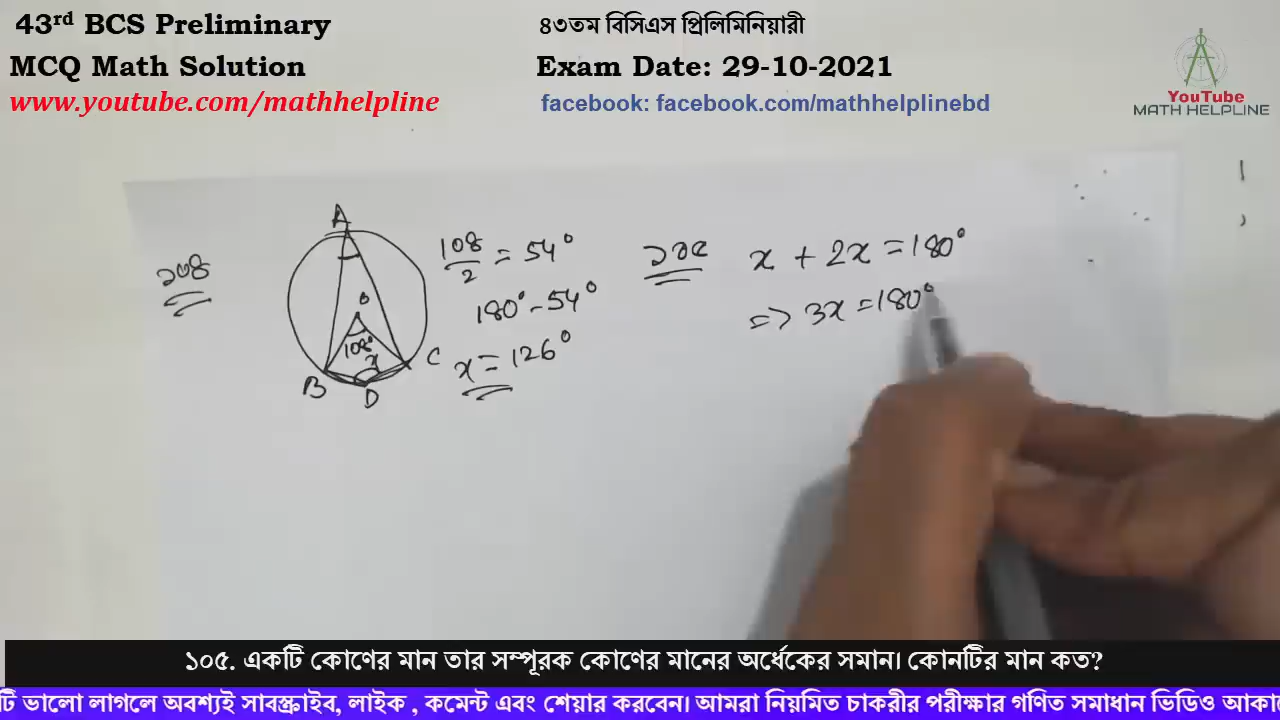 43rd BCS Preliminary
৪৩তম বিসিএস প্রিলিমিনিয়ারী
MCQ Math Solution
Exam Date: 29-10-2021
www.youtube.com/mathhelpline
facebook: facebook.com/mathhelplinebd
YouTube
MATH HELPLINE
১০৪
A
O
108°
x
B
D
C
108/2 = 54°
180° - 54°
x = 126°
১০৫
x + 2x = 180°
=> 3x = 180°
১০৫. একটি কোণের মান তার সম্পূরক কোণের মানের অর্ধেকের সমান। কোনটির মান কত?
টি ভালো লাগলে অবশ্যই সাবস্ক্রাইব, লাইক , কমেন্ট এবং শেয়ার করবেন। আমরা নিয়মিত চাকরীর পরীক্ষার গণিত সমাধান ভিডিও আকা